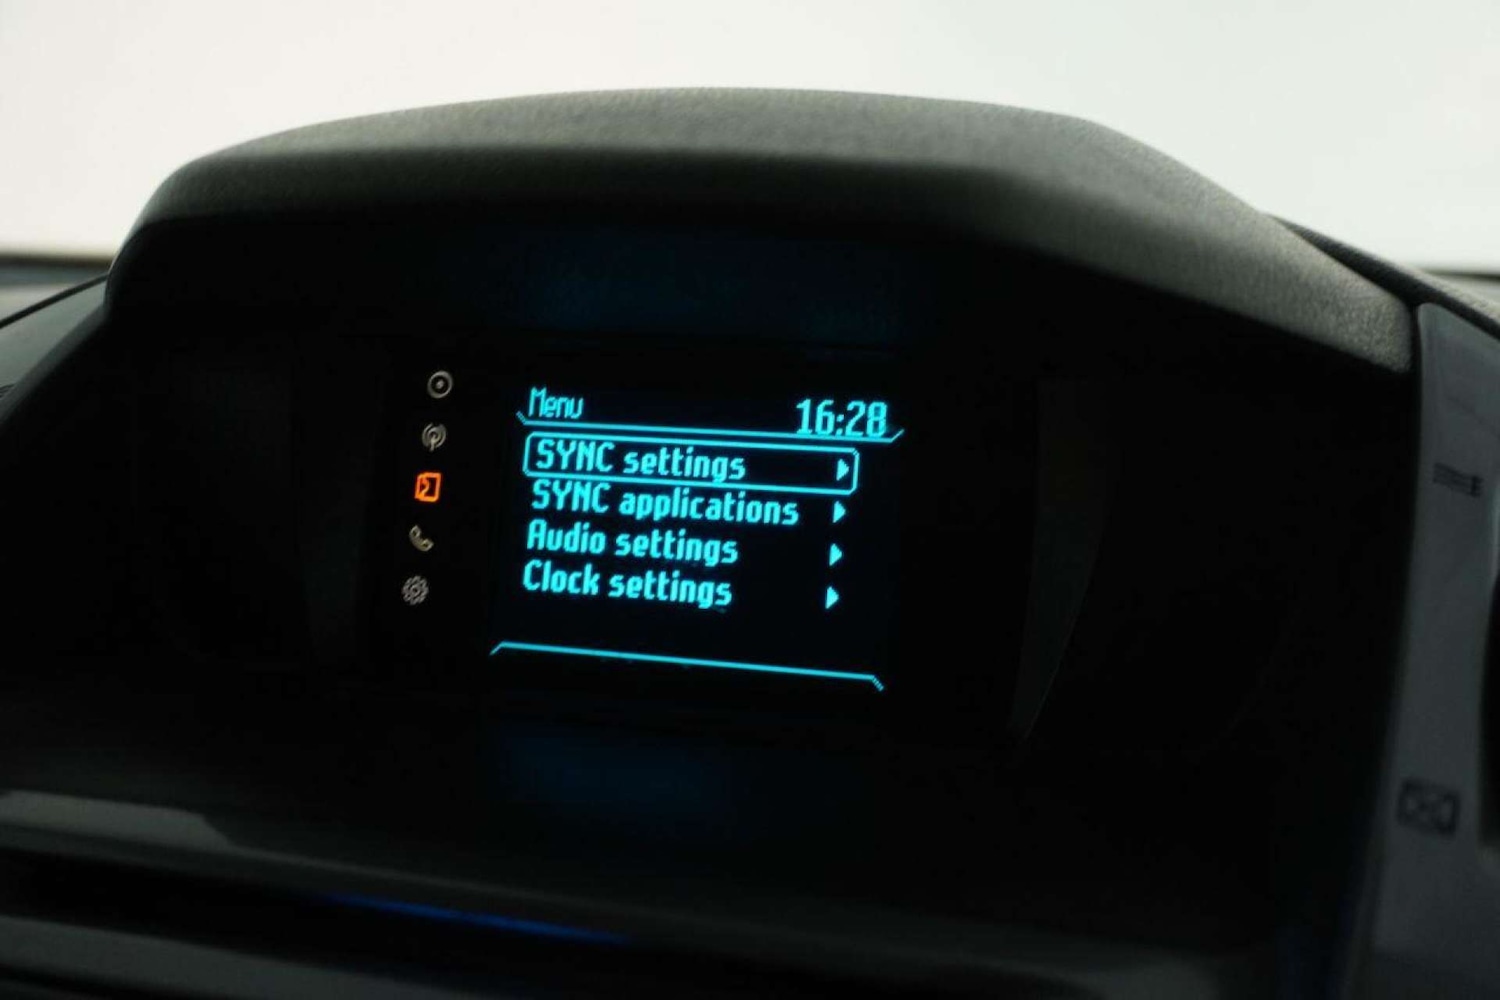 Menu
16:28
SYNC settings
SYNC applications
Audio settings
Clock settings